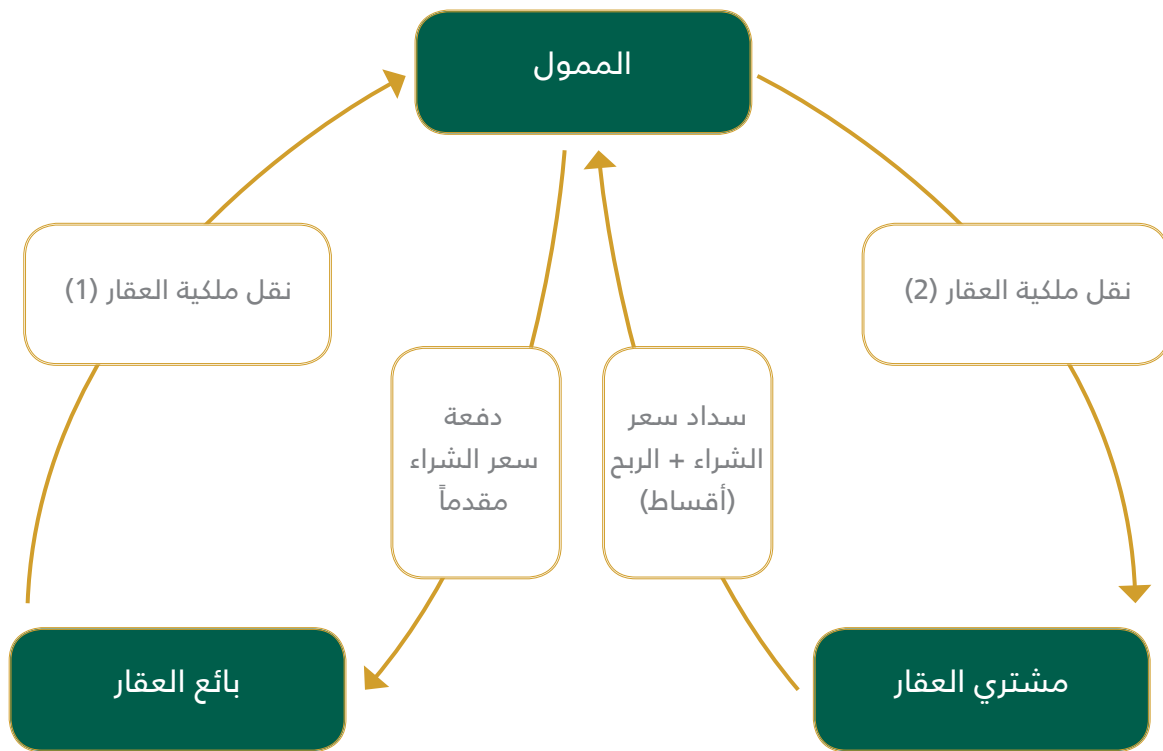 الممول
نقل ملكية العقار (2)
نقل ملكية العقار (1)
سداد سعر
الشراء + الربح
(أقساط)
دفعة
سعر الشراء
مقدماً
مشتري العقار
بائع العقار